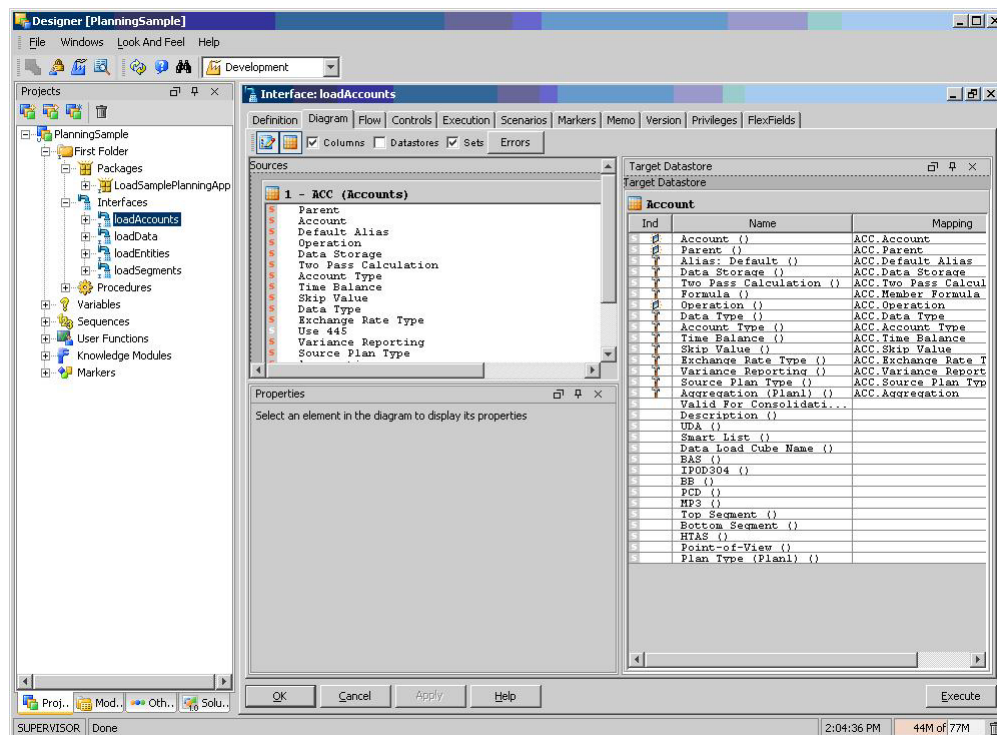 Designer [PlanningSample]
File Windows Look And Feel Help
Development
Projects
PlanningSample
First Folder
Packages
LoadSamplePlanningApp
Interfaces
loadAccounts
loadData
loadEntities
loadSegments
Procedures
Variables
Sequences
User Functions
Knowledge Modules
Markers
Proj.. Mod.. Oth.. Solu..
Interface: loadAccounts
Definition Diagram Flow Controls Execution Scenarios Markers Memo Version Privileges FlexFields
Columns Datastores Sets Errors
Sources
1 - ACC (Accounts)
Parent
Account
Default Alias
Operation
Data Storage
Two Pass Calculation
Account Type
Time Balance
Skip Value
Data Type
Exchange Rate Type
Use 445
Variance Reporting
Source Plan Type
Properties
Select an element in the diagram to display its properties
Target Datastore
Target Datastore
Account
Ind Name Mapping
Account () ACC.Account
Parent () ACC.Parent
Alias: Default () ACC.Default Alias
Data Storage () ACC.Data Storage
Two Pass Calculation () ACC.Two Pass Calcul
Formula () ACC.Member Formula
Operation () ACC.Operation
Data Type () ACC.Data Type
Account Type () ACC.Account Type
Time Balance () ACC.Time Balance
Skip Value () ACC.Skip Value
Exchange Rate Type () ACC.Exchange Rate T
Variance Reporting () ACC.Variance Report
Source Plan Type () ACC.Source Plan Typ
Aggregation (Plan1) () ACC.Aggregation
Valid For Consolidati...
Description ()
UDA ()
Smart List ()
Data Load Cube Name ()
BAS ()
IPOD304 ()
BB ()
PCD ()
MP3 ()
Top Segment ()
Bottom Segment ()
HTAS ()
Point-of-View ()
Plan Type (Plan1) ()
OK Cancel Apply Help Execute
SUPERVISOR Done 2:04:36 PM 44M of 77M